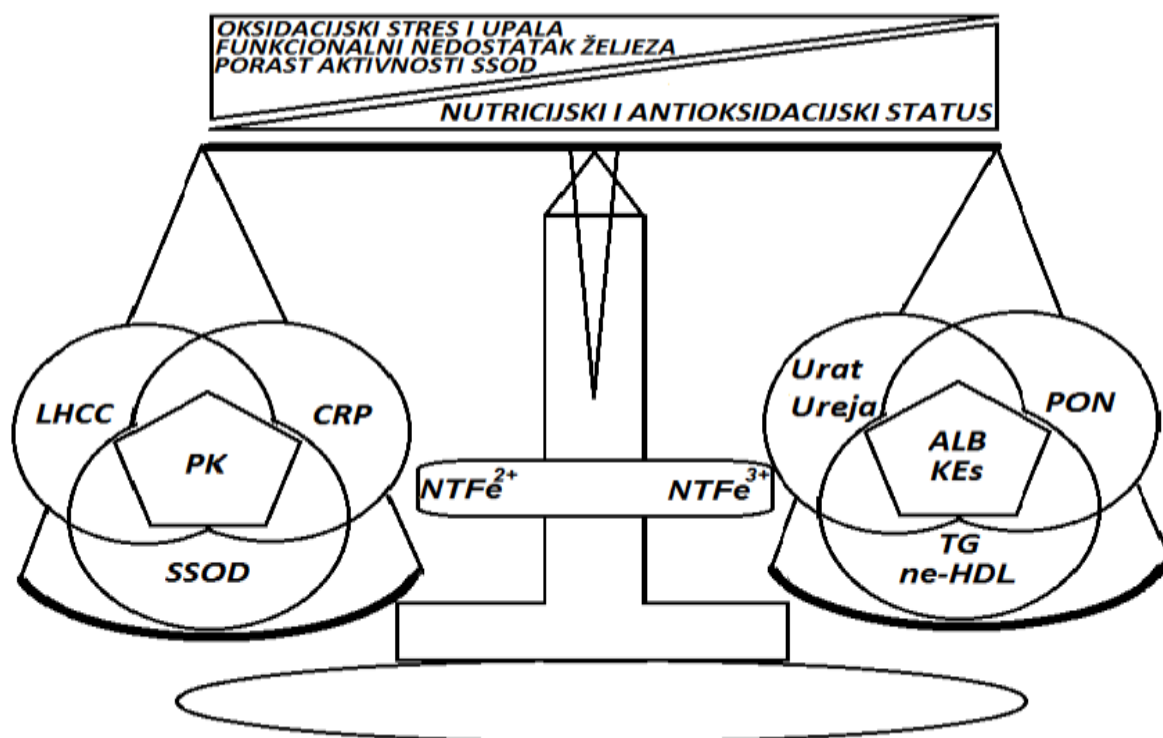 OKSIDACIJSKI STRES I UPALA
FUNKCIONALNI NEDOSTATAK ŽELJEZA
PORAST AKTIVNOSTI SSOD
NUTRICIJSKI I ANTIOKSIDACIJSKI STATUS
LHCC
CRP
PK
SSOD
NTFe²⁺
NTFe³⁺
Urat
Ureja
PON
ALB
KEs
TG
ne-HDL